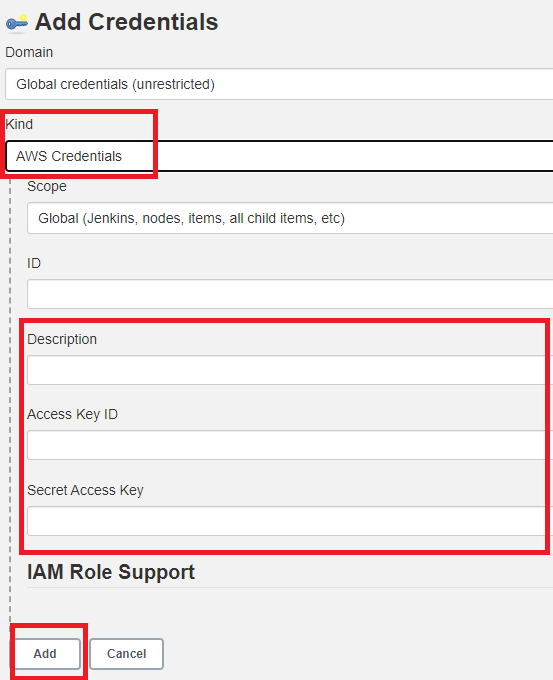 Add Credentials
Domain
Global credentials (unrestricted)
Kind
AWS Credentials
Scope
Global (Jenkins, nodes, items, all child items, etc)
ID
Description
Access Key ID
Secret Access Key
IAM Role Support
Add Cancel